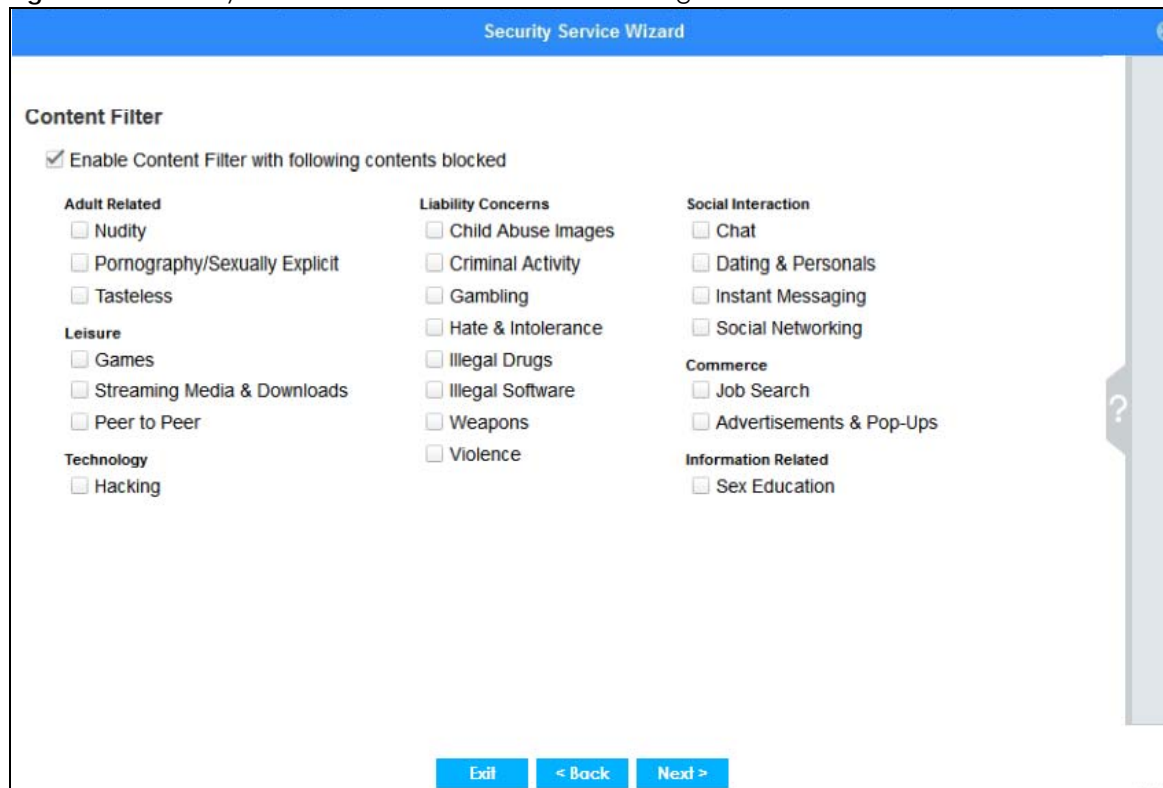 Security Service Wizard
Content Filter
Enable Content Filter with following contents blocked
Adult Related
Nudity
Pornography/Sexually Explicit
Tasteless
Leisure
Games
Streaming Media & Downloads
Peer to Peer
Technology
Hacking
Liability Concerns
Child Abuse Images
Criminal Activity
Gambling
Hate & Intolerance
Illegal Drugs
Illegal Software
Weapons
Violence
Social Interaction
Chat
Dating & Personals
Instant Messaging
Social Networking
Commerce
Job Search
Advertisements & Pop-Ups
Information Related
Sex Education
?
Exit
< Back
Next >